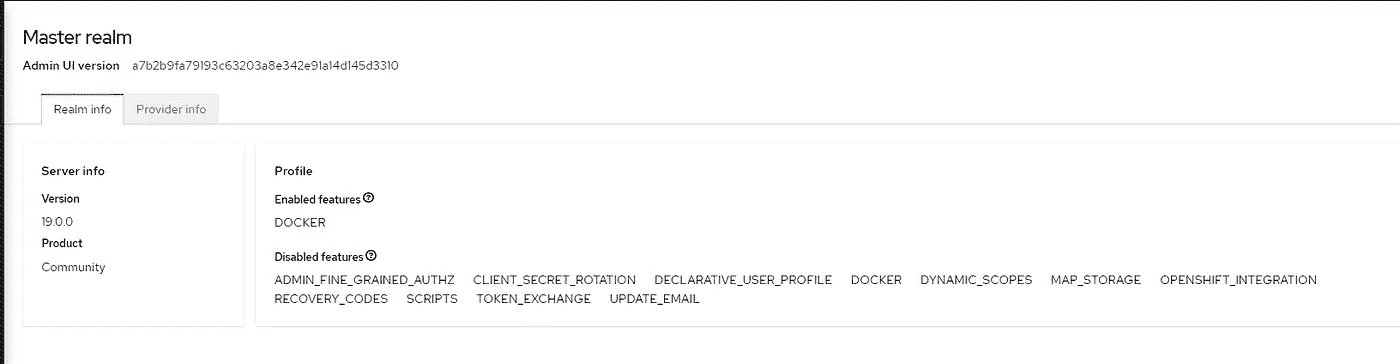 Master realm
Admin UI version a7b2b9fa79193c63203a8e342e91a14d145d3310
Realm info Provider info
Server info
Version
19.0.0
Product
Community
Profile
Enabled features
DOCKER
Disabled features
ADMIN_FINE_GRAINED_AUTHZ CLIENT_SECRET_ROTATION DECLARATIVE_USER_PROFILE DOCKER DYNAMIC_SCOPES MAP_STORAGE OPENSHIFT_INTEGRATION
RECOVERY_CODES SCRIPTS TOKEN_EXCHANGE UPDATE_EMAIL